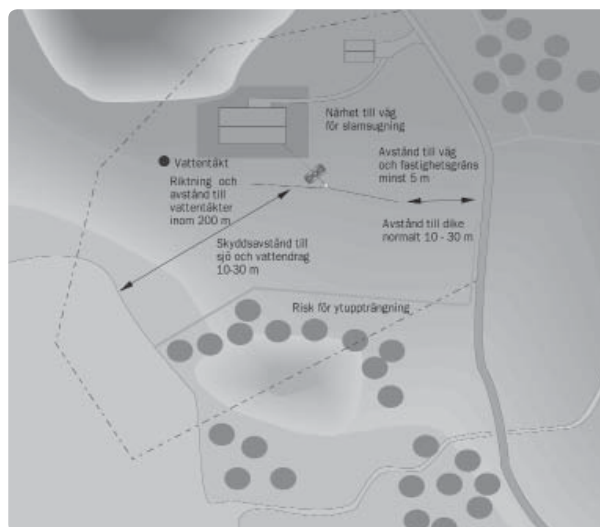 Närhet till väg
för slamsugning
Avstånd till väg
och fastighetsgräns
minst 5 m
Vattentäkt
Riktning och
avstånd till
vattentäkter
inom 200 m.
Avstånd till dike
normalt 10 - 30 m
Skyddsavstånd till
sjö och vattendrag
10-30 m
Risk för ytuppträngning